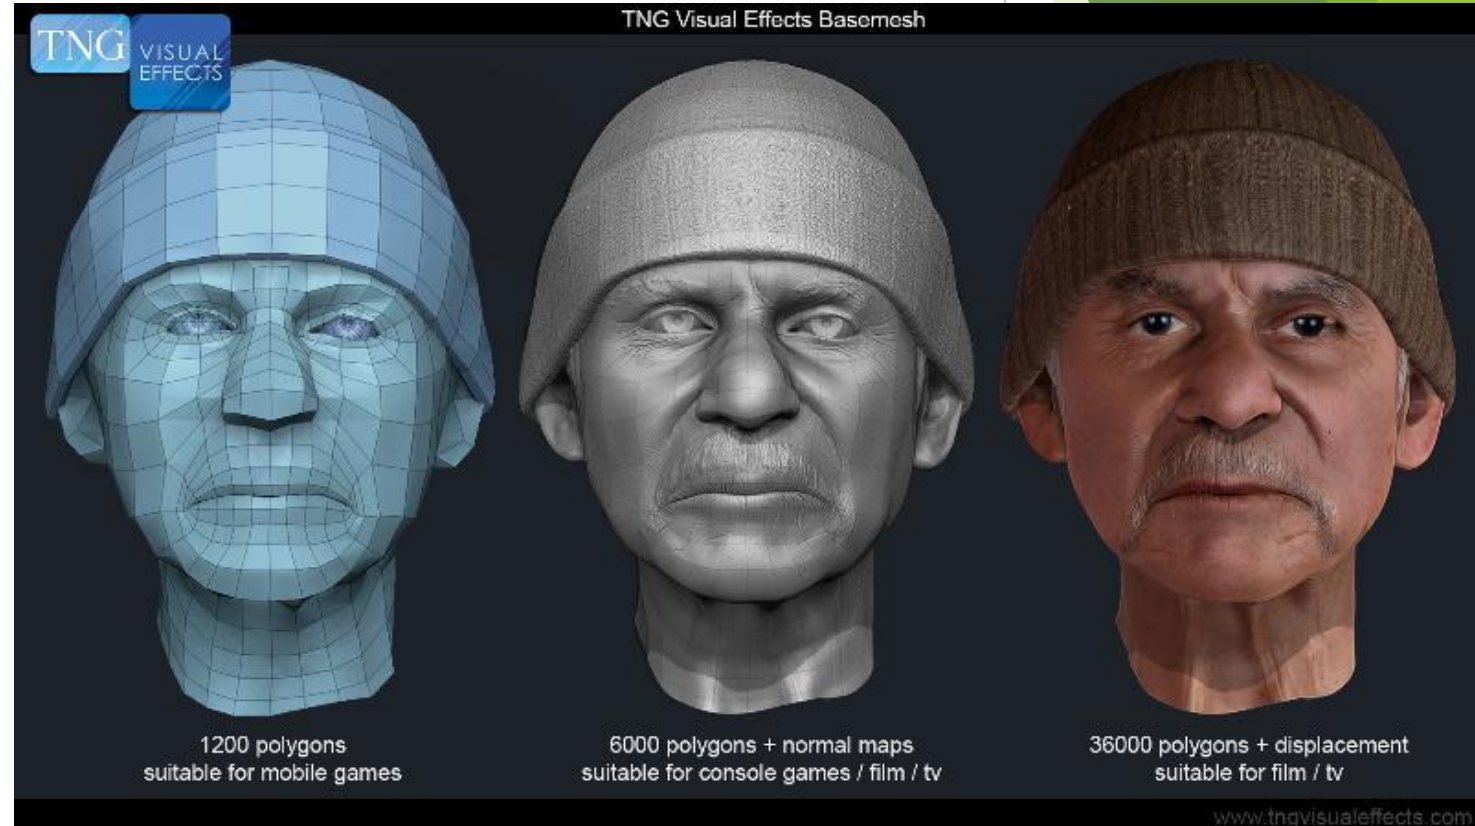 TNG Visual Effects Basemesh
TNG
VISUAL
EFFECTS
1200 polygons
suitable for mobile games
6000 polygons + normal maps
suitable for console games / film / tv
36000 polygons + displacement
suitable for film / tv
www.tngvisualeffects.com